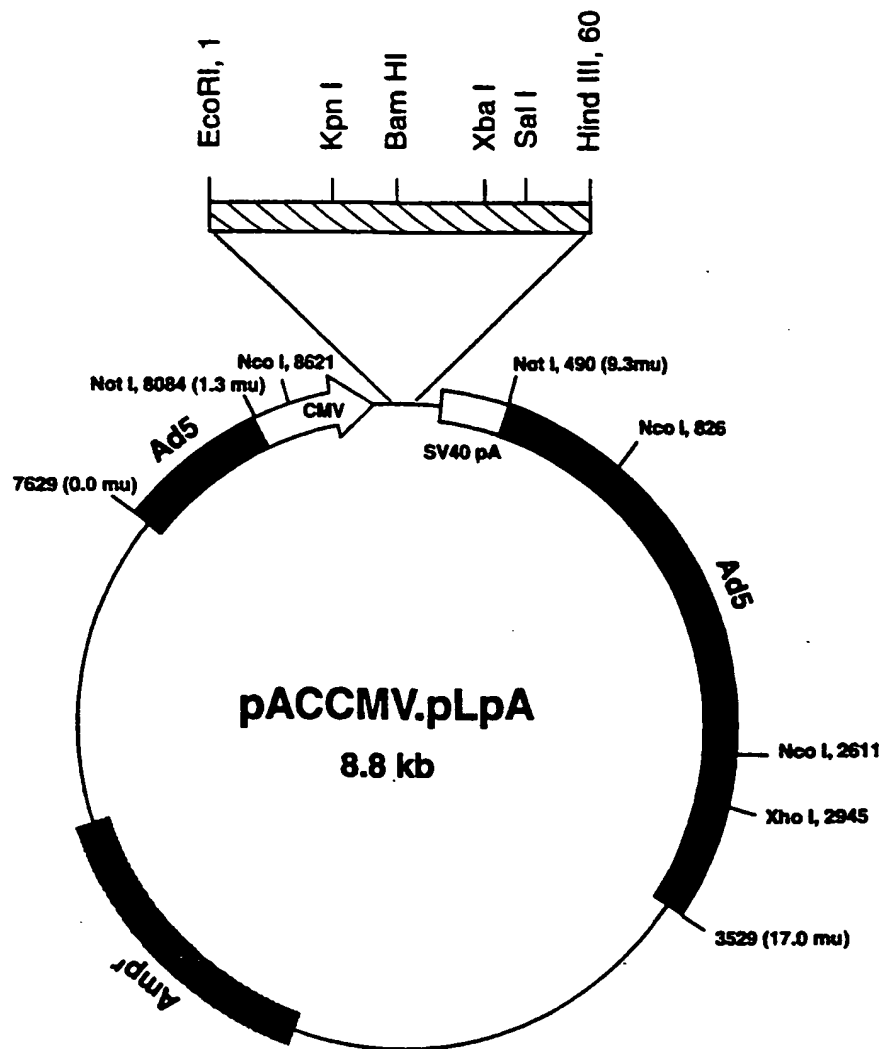 EcoRI, 1
Kpn I
Bam HI
Xba I
Sal I
Hind III, 60
Nco I, 8621
Not I, 8084 (1.3 mu)
CMV
Not I, 490 (9.3mu)
Nco I, 826
SV40 pA
Ad5
7629 (0.0 mu)
Ad5
pACCMV.pLpA
8.8 kb
Nco I, 2611
Xho I, 2945
3529 (17.0 mu)
Ampr